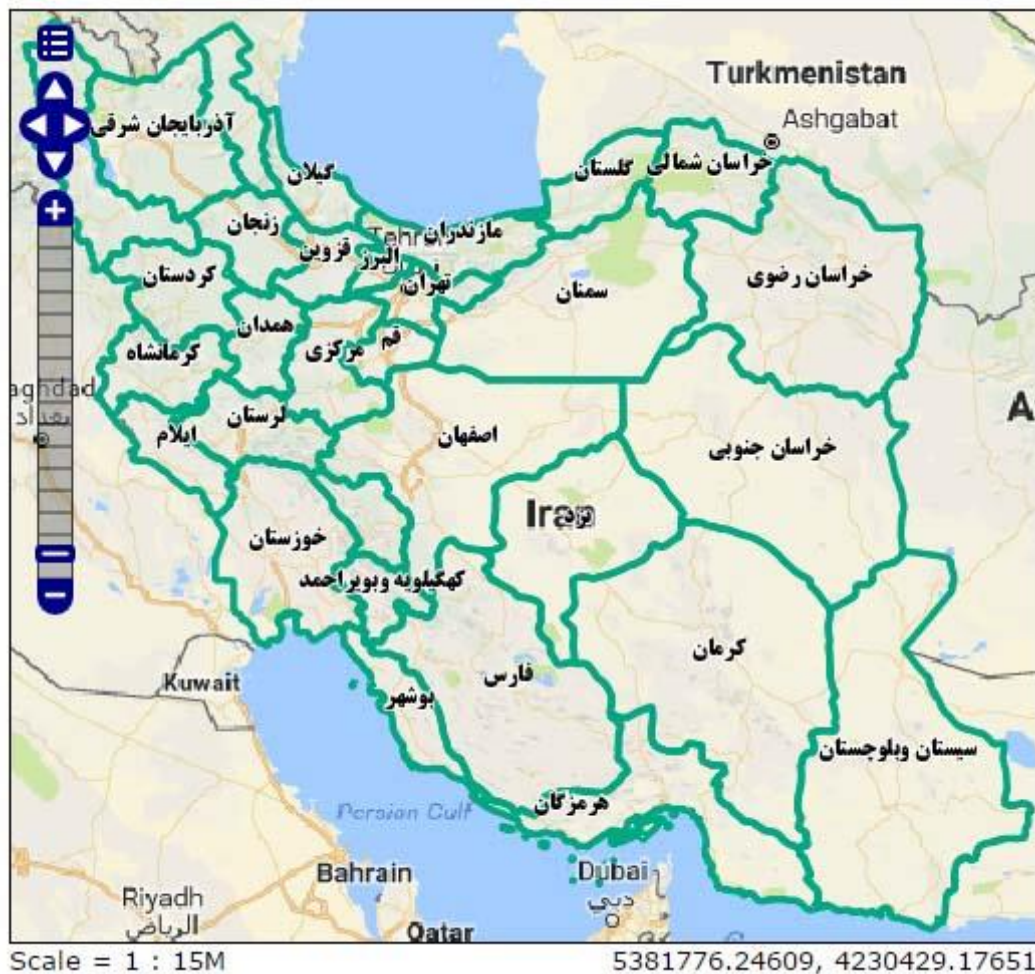 Turkmenistan
Ashgabat
آذربایجان شرقی
گیلان
گلستان
خراسان شمالی
مازندران
زنجان
قزوین
البرز
تهران
سمنان
خراسان رضوی
کردستان
همدان
مرکزی
قم
کرمانشاه
لرستان
ایلام
اصفهان
خراسان جنوبی
Iran
یزد
خوزستان
کهگیلویه وبویراحمد
کرمان
فارس
بوشهر
Kuwait
سیستان وبلوچستان
هرمزگان
Persian Gulf
Bahrain
Dubai
دبي
Riyadh
الرياض
Qatar
Scale = 1 : 15M
5381776.24609, 4230429.17651